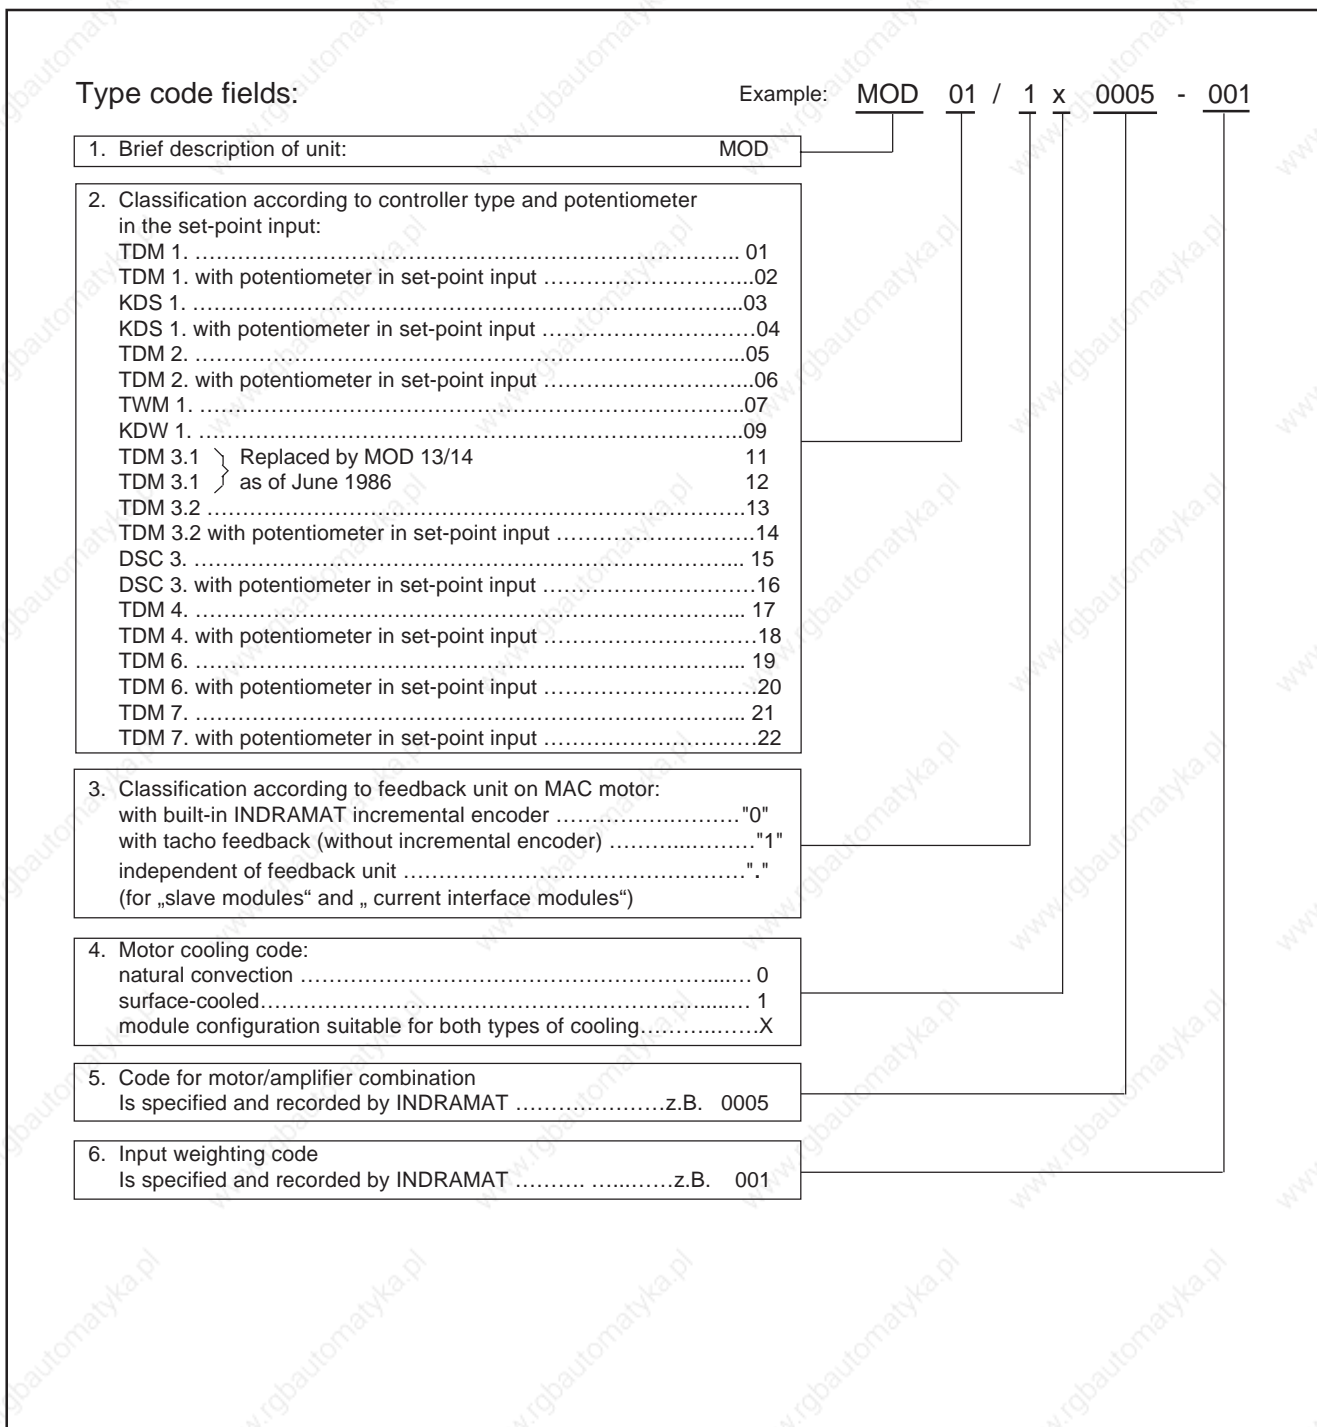 Type code fields:
Example: MOD 01 / 1 x 0005 - 001
1. Brief description of unit: MOD
2. Classification according to controller type and potentiometer
in the set-point input:
TDM 1. ……………………………………………………………….. 01
TDM 1. with potentiometer in set-point input ………………………...02
KDS 1. …………………………………………………………………...03
KDS 1. with potentiometer in set-point input …………………………04
TDM 2. …………………………………………………………………...05
TDM 2. with potentiometer in set-point input ………………………...06
TWM 1. …………………………………………………………………..07
KDW 1. …………………………………………………………………..09
TDM 3.1 Replaced by MOD 13/14 11
TDM 3.1 as of June 1986 12
TDM 3.2 …………………………………………………………………13
TDM 3.2 with potentiometer in set-point input ……………………….14
DSC 3. ………………………………………………………………... 15
DSC 3. with potentiometer in set-point input …………………………16
TDM 4. ……………………………………………………………….. 17
TDM 4. with potentiometer in set-point input …………………………18
TDM 6. ………………………………………………………………... 19
TDM 6. with potentiometer in set-point input ………………………….20
TDM 7. ………………………………………………………………... 21
TDM 7. with potentiometer in set-point input …………………………22
3. Classification according to feedback unit on MAC motor:
with built-in INDRAMAT incremental encoder …………….………"0"
with tacho feedback (without incremental encoder) ………...………"1"
independent of feedback unit …………………………………………"."
(for „slave modules“ and „ current interface modules“)
4. Motor cooling code:
natural convection …………………………………………………....… 0
surface-cooled…………………………………………………..…....… 1
module configuration suitable for both types of cooling………..……X
5. Code for motor/amplifier combination
Is specified and recorded by INDRAMAT …………………z.B. 0005
6. Input weighting code
Is specified and recorded by INDRAMAT ………. …...……z.B. 001
www.rgbautomatyka.pl